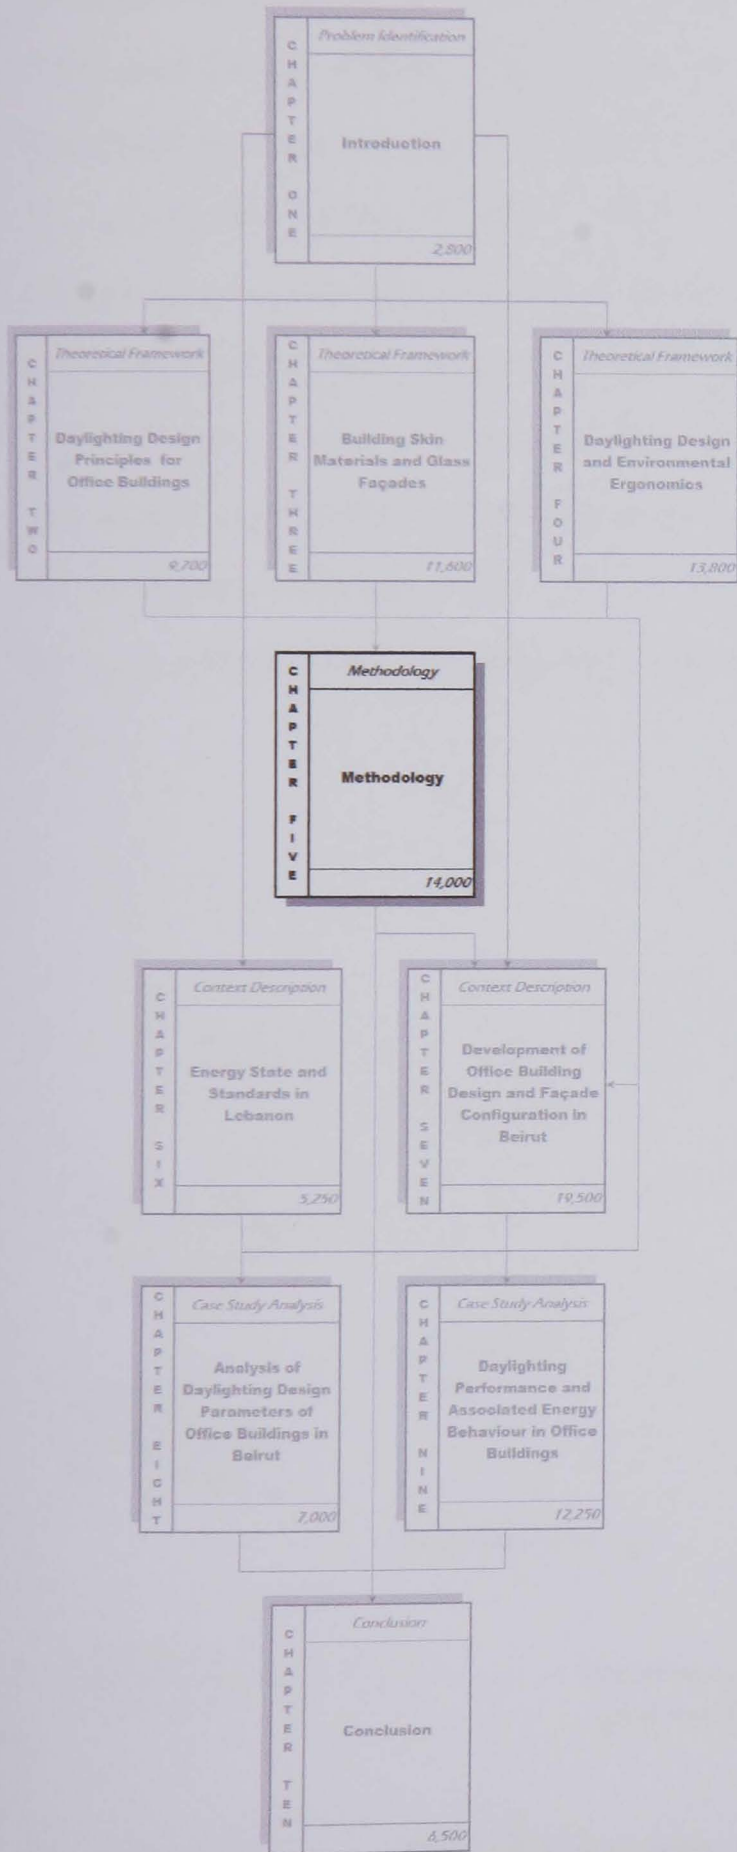 CHAPTER ONE
Problem Identification
Introduction
2,800
CHAPTER TWO
Theoretical Framework
Daylighting Design
Principles for
Office Buildings
9,700
CHAPTER THREE
Theoretical Framework
Building Skin
Materials and Glass
Façades
11,600
CHAPTER FOUR
Theoretical Framework
Daylighting Design
and Environmental
Ergonomics
13,800
CHAPTER FIVE
Methodology
Methodology
14,000
CHAPTER SIX
Context Description
Energy State and
Standards in
Lebanon
5,250
CHAPTER SEVEN
Context Description
Development of
Office Building
Design and Façade
Configuration in
Beirut
19,500
CHAPTER EIGHT
Case Study Analysis
Analysis of
Daylighting Design
Parameters of
Office Buildings in
Beirut
7,000
CHAPTER NINE
Case Study Analysis
Daylighting
Performance and
Associated Energy
Behaviour in Office
Buildings
12,250
CHAPTER TEN
Conclusion
Conclusion
6,500